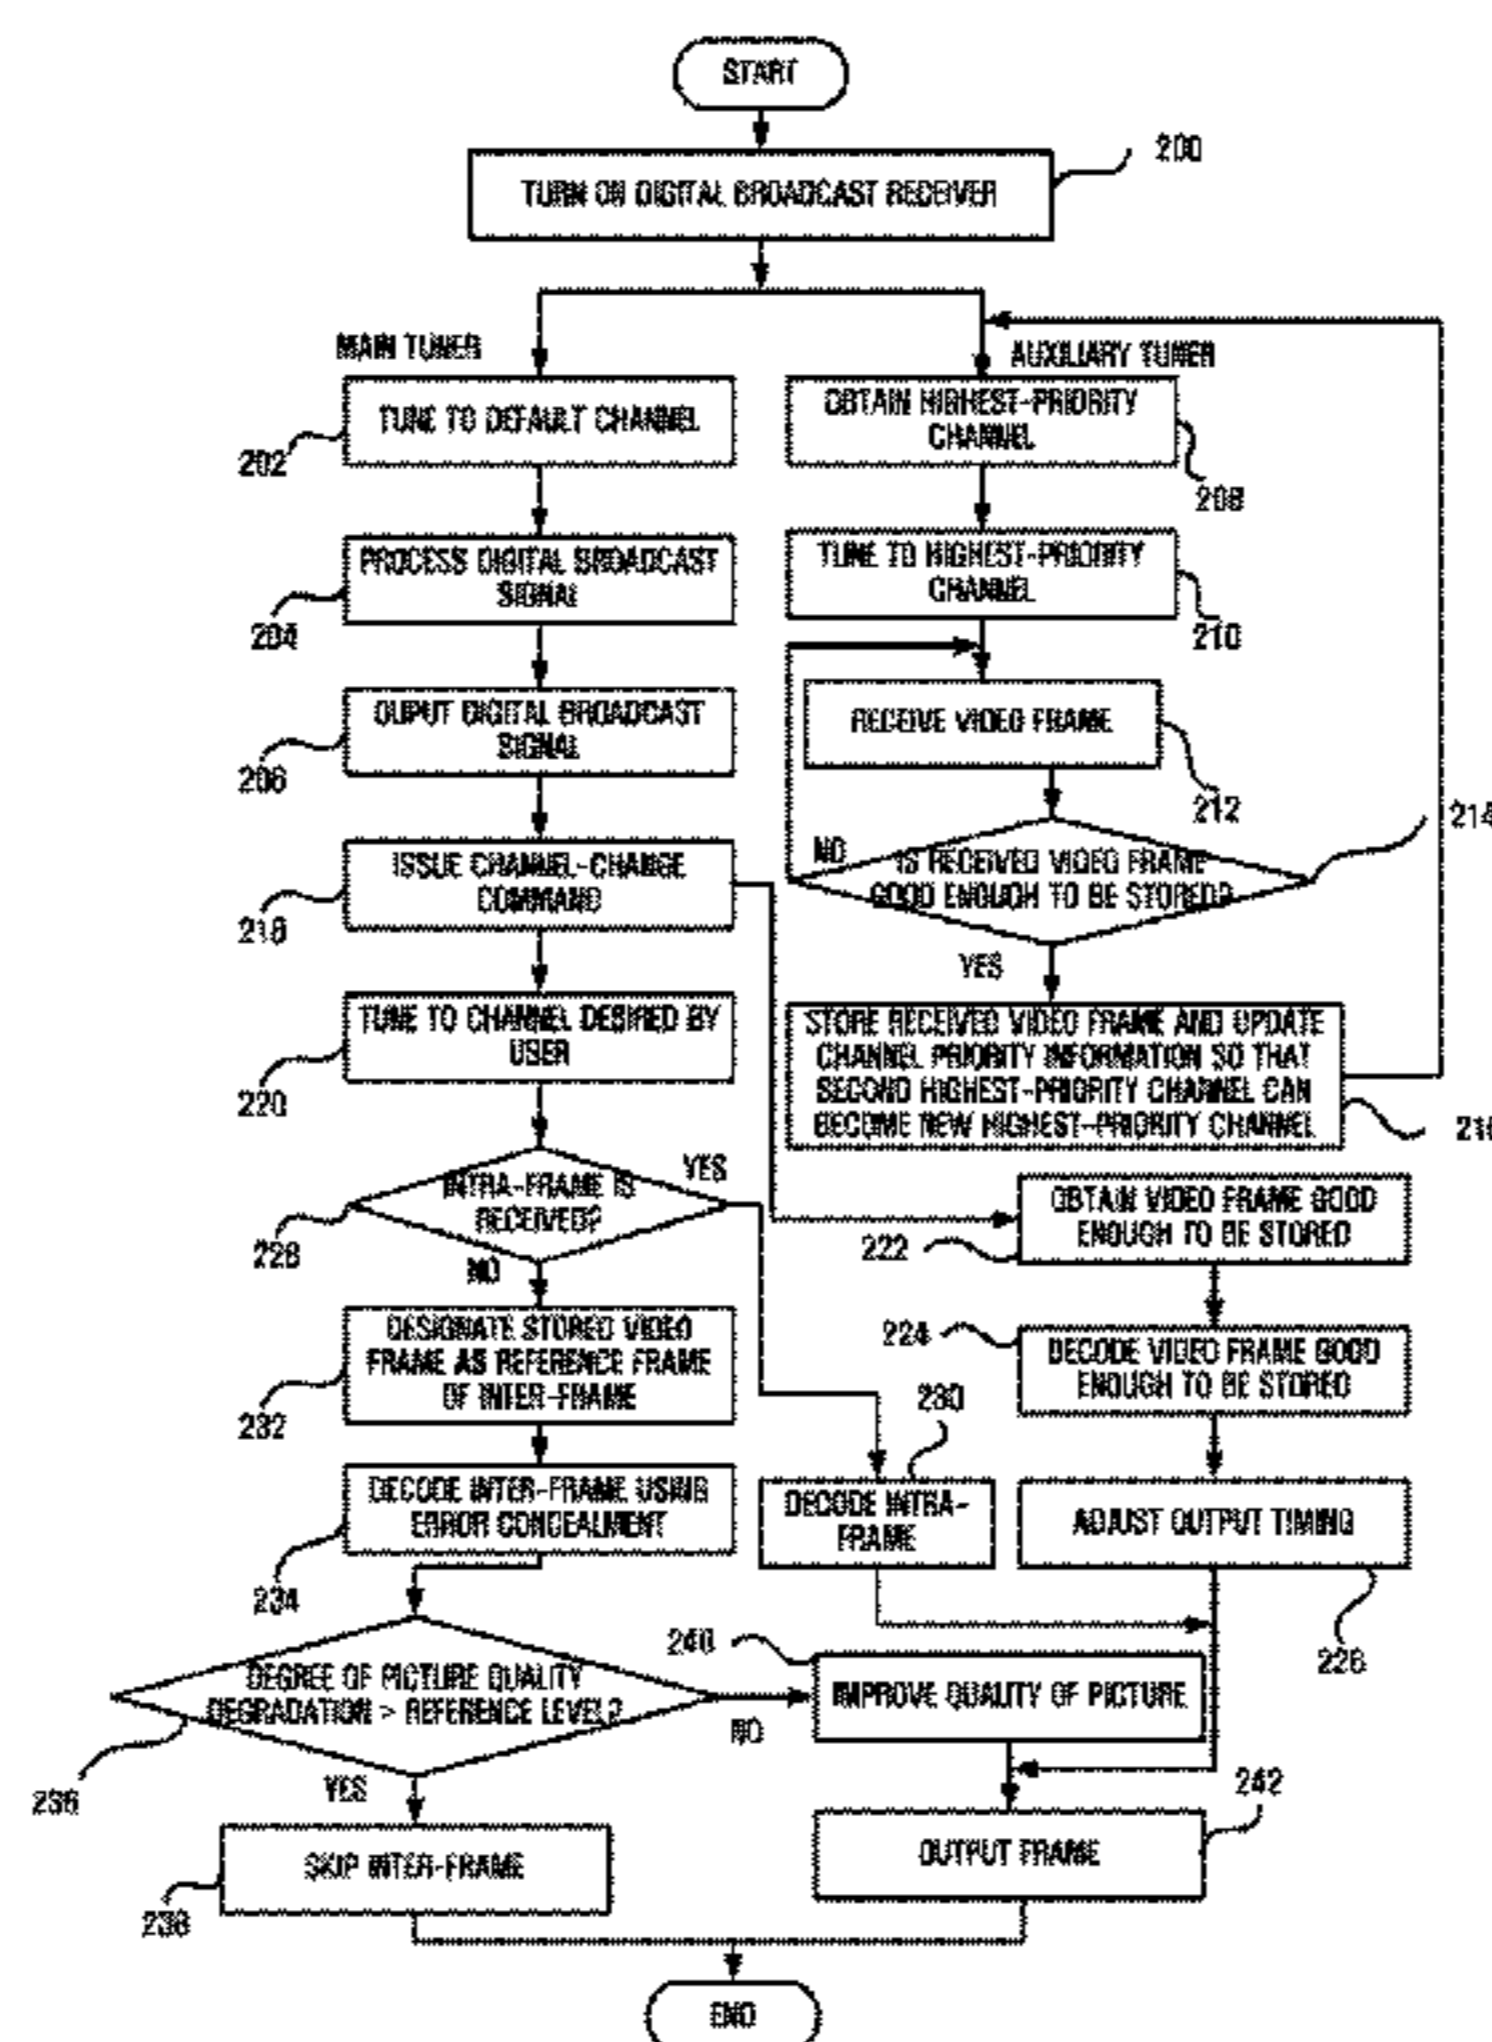 START
200
TURN ON DIGITAL BROADCAST RECEIVER
MAIN TUNER
AUXILIARY TUNER
TUNE TO DEFAULT CHANNEL
202
OBTAIN HIGHEST-PRIORITY
CHANNEL
208
PROCESS DIGITAL BROADCAST
SIGNAL
204
TUNE TO HIGHEST-PRIORITY
CHANNEL
210
OUPUT DIGITAL BROADCAST
SIGNAL
206
RECEIVE VIDEO FRAME
212
214
ISSUE CHANNEL-CHANGE
COMMAND
218
NO
IS RECEIVED VIDEO FRAME
GOOD ENOUGH TO BE STORED?
YES
TUNE TO CHANNEL DESIRED BY
USER
220
STORE RECEIVED VIDEO FRAME AND UPDATE
CHANNEL PRIORITY INFORMATION SO THAT
SECOND HIGHEST-PRIORITY CHANNEL CAN
BECOME NEW HIGHEST-PRIORITY CHANNEL
216
INTRA-FRAME IS
RECEIVED?
YES
228
NO
OBTAIN VIDEO FRAME GOOD
ENOUGH TO BE STORED
222
DESIGNATE STORED VIDEO
FRAME AS REFERENCE FRAME
OF INTER-FRAME
232
224
DECODE VIDEO FRAME GOOD
ENOUGH TO BE STORED
230
DECODE INTER-FRAME USING
ERROR CONCEALMENT
234
DECODE INTRA-
FRAME
ADJUST OUTPUT TIMING
226
DEGREE OF PICTURE QUALITY
DEGRADATION > REFERENCE LEVEL?
236
NO
YES
240
IMPROVE QUALITY OF PICTURE
242
SKIP INTER-FRAME
238
OUTPUT FRAME
END